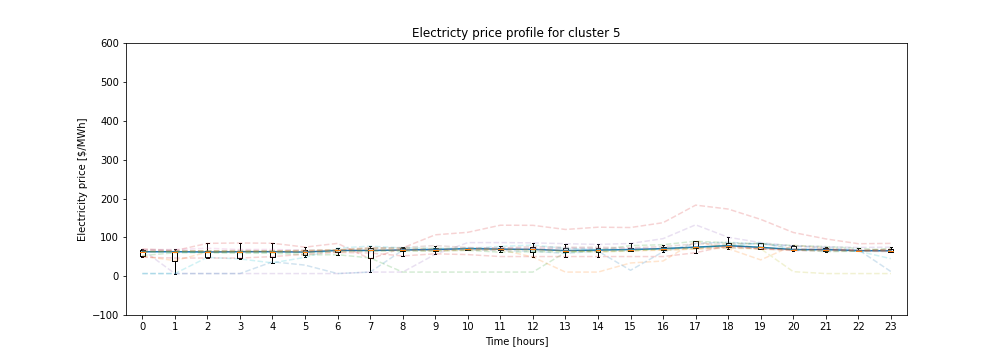 Electricty price profile for cluster 5
Electricity price [$/MWh]
600
500
400
300
200
100
0
−100
0 1 2 3 4 5 6 7 8 9 10 11 12 13 14 15 16 17 18 19 20 21 22 23
Time [hours]